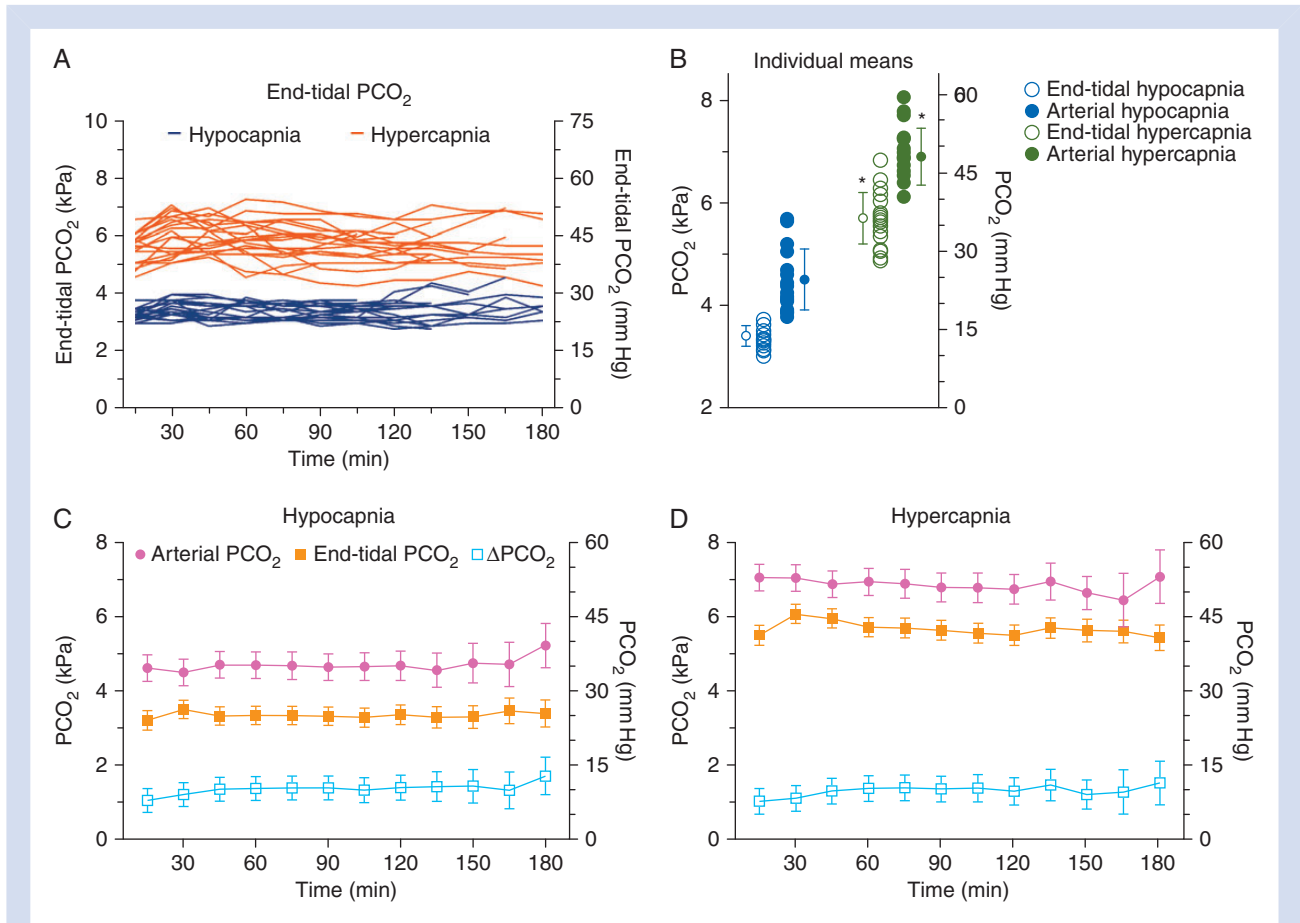 A
End-tidal PCO₂
Hypocapnia Hypercapnia
End-tidal PCO₂ (kPa)
10
8
6
4
2
0
End-tidal PCO₂ (mm Hg)
75
60
45
30
15
0
30 60 90 120 150 180
Time (min)
B
Individual means
PCO₂ (kPa)
8
6
4
2
* *
PCO₂ (mm Hg)
60
45
30
15
0
End-tidal hypocapnia
Arterial hypocapnia
End-tidal hypercapnia
Arterial hypercapnia
C
Hypocapnia
Arterial PCO₂ End-tidal PCO₂ ΔPCO₂
PCO₂ (kPa)
8
6
4
2
0
PCO₂ (mm Hg)
60
45
30
15
0
30 60 90 120 150 180
Time (min)
D
Hypercapnia
PCO₂ (kPa)
8
6
4
2
0
PCO₂ (mm Hg)
60
45
30
15
0
30 60 90 120 150 180
Time (min)